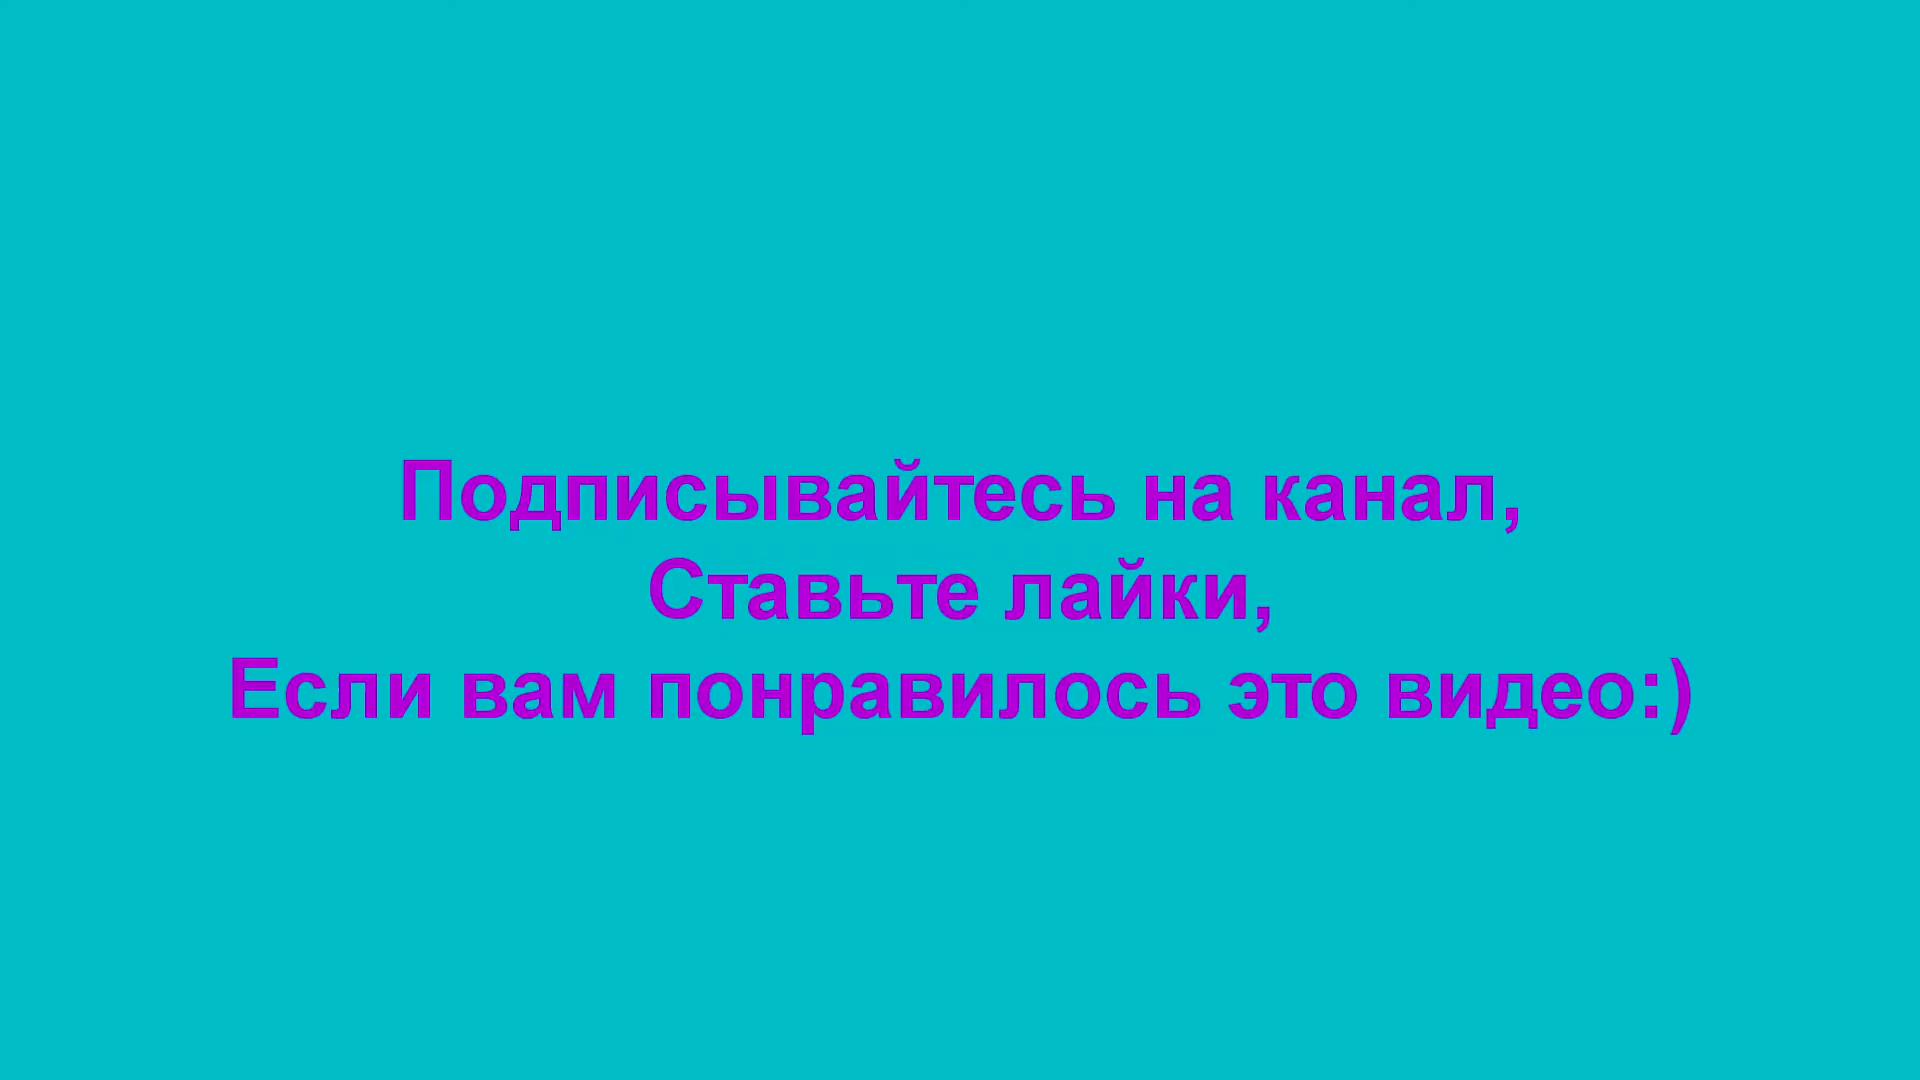 Подписывайтесь на канал,
Ставьте лайки,
Если вам понравилось это видео:)